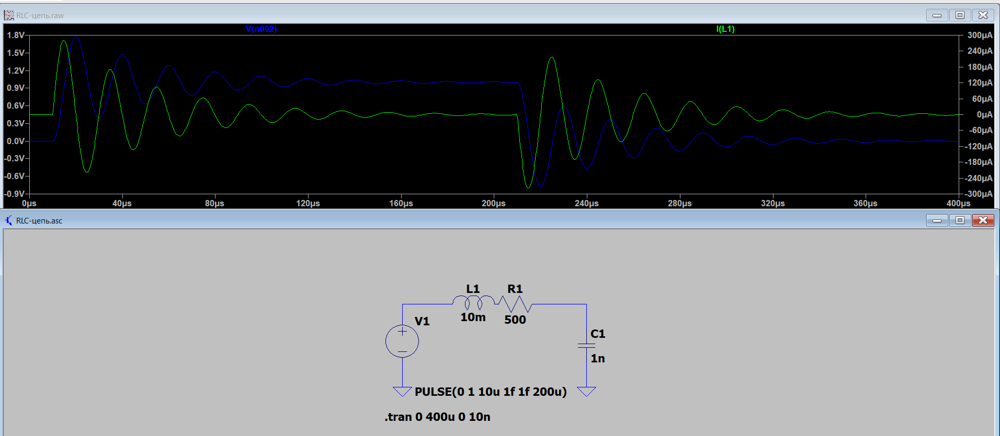 RLC-цепь.raw
V(n002) I(L1)
1.8V 300µA
1.5V 240µA
1.2V 180µA
0.9V 120µA
0.6V 60µA
0.3V 0µA
0.0V -60µA
-0.3V -120µA
-0.6V -180µA
-0.9V -240µA
-300µA
0µs 40µs 80µs 120µs 160µs 200µs 240µs 280µs 320µs 360µs 400µs
RLC-цепь.asc
L1 R1
10m 500
V1
C1
1n
PULSE(0 1 10u 1f 1f 200u)
.tran 0 400u 0 10n